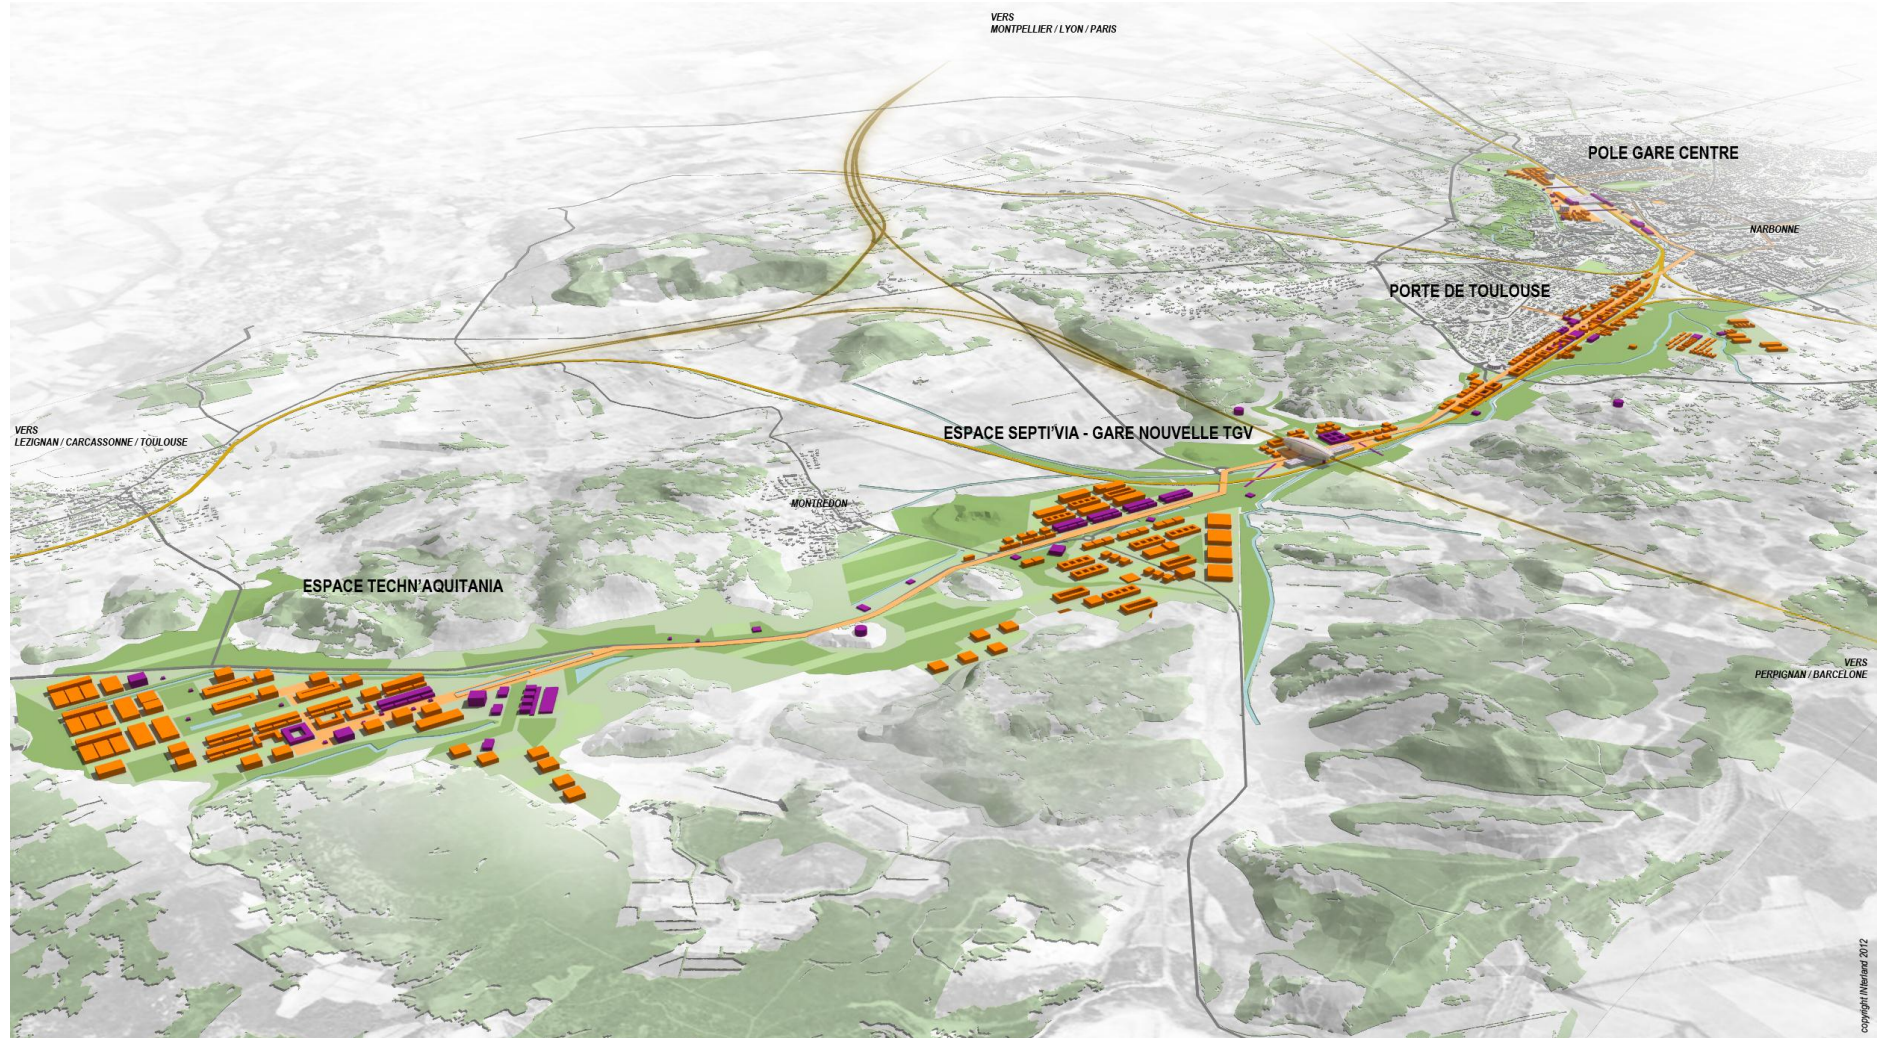 VERS
MONTPELLIER / LYON / PARIS
POLE GARE CENTRE
NARBONNE
PORTE DE TOULOUSE
VERS
LEZIGNAN / CARCASSONNE / TOULOUSE
ESPACE SEPTI'VIA - GARE NOUVELLE TGV
MONTREDON
ESPACE TECHN'AQUITANIA
VERS
PERPIGNAN / BARCELONE
copyright INterland 2012